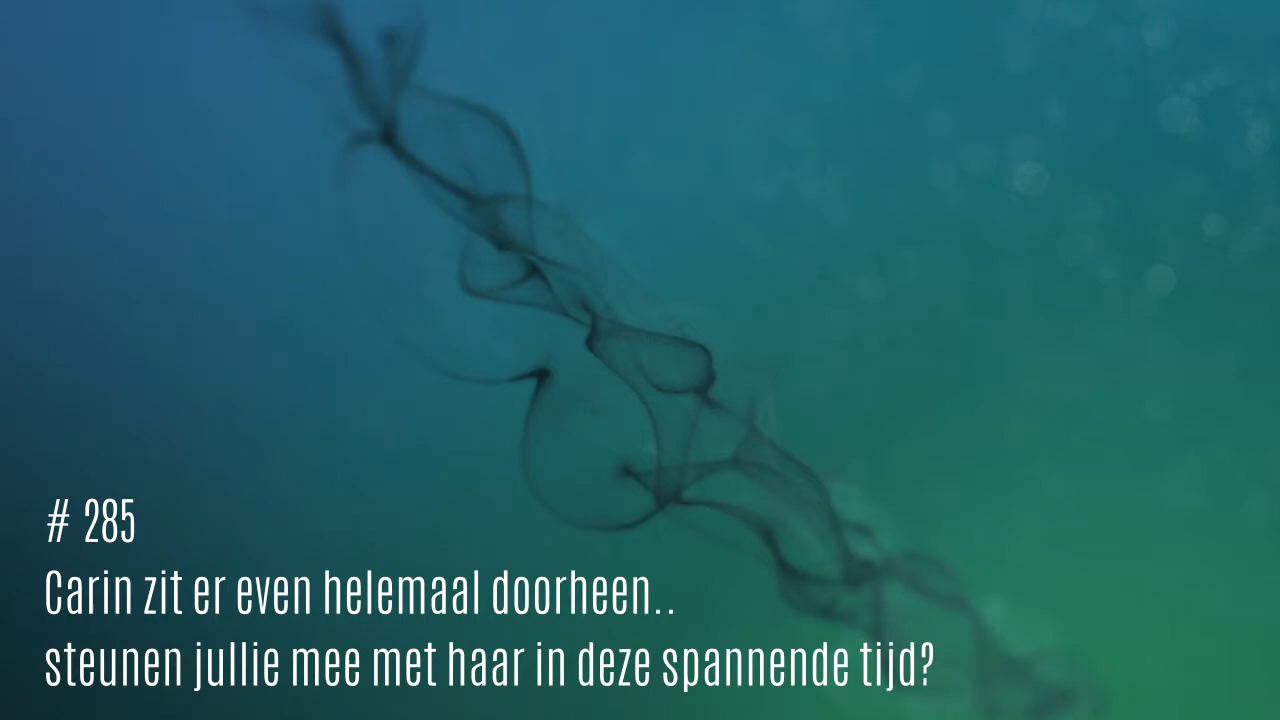 # 285
Carin zit er even helemaal doorheen..
steunen jullie mee met haar in deze spannende tijd?